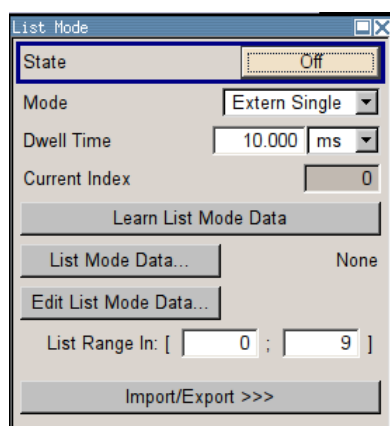 List Mode
State Off
Mode Extern Single
Dwell Time 10.000 ms
Current Index 0
Learn List Mode Data
List Mode Data... None
Edit List Mode Data...
List Range In: [ 0 ; 9 ]
Import/Export >>>